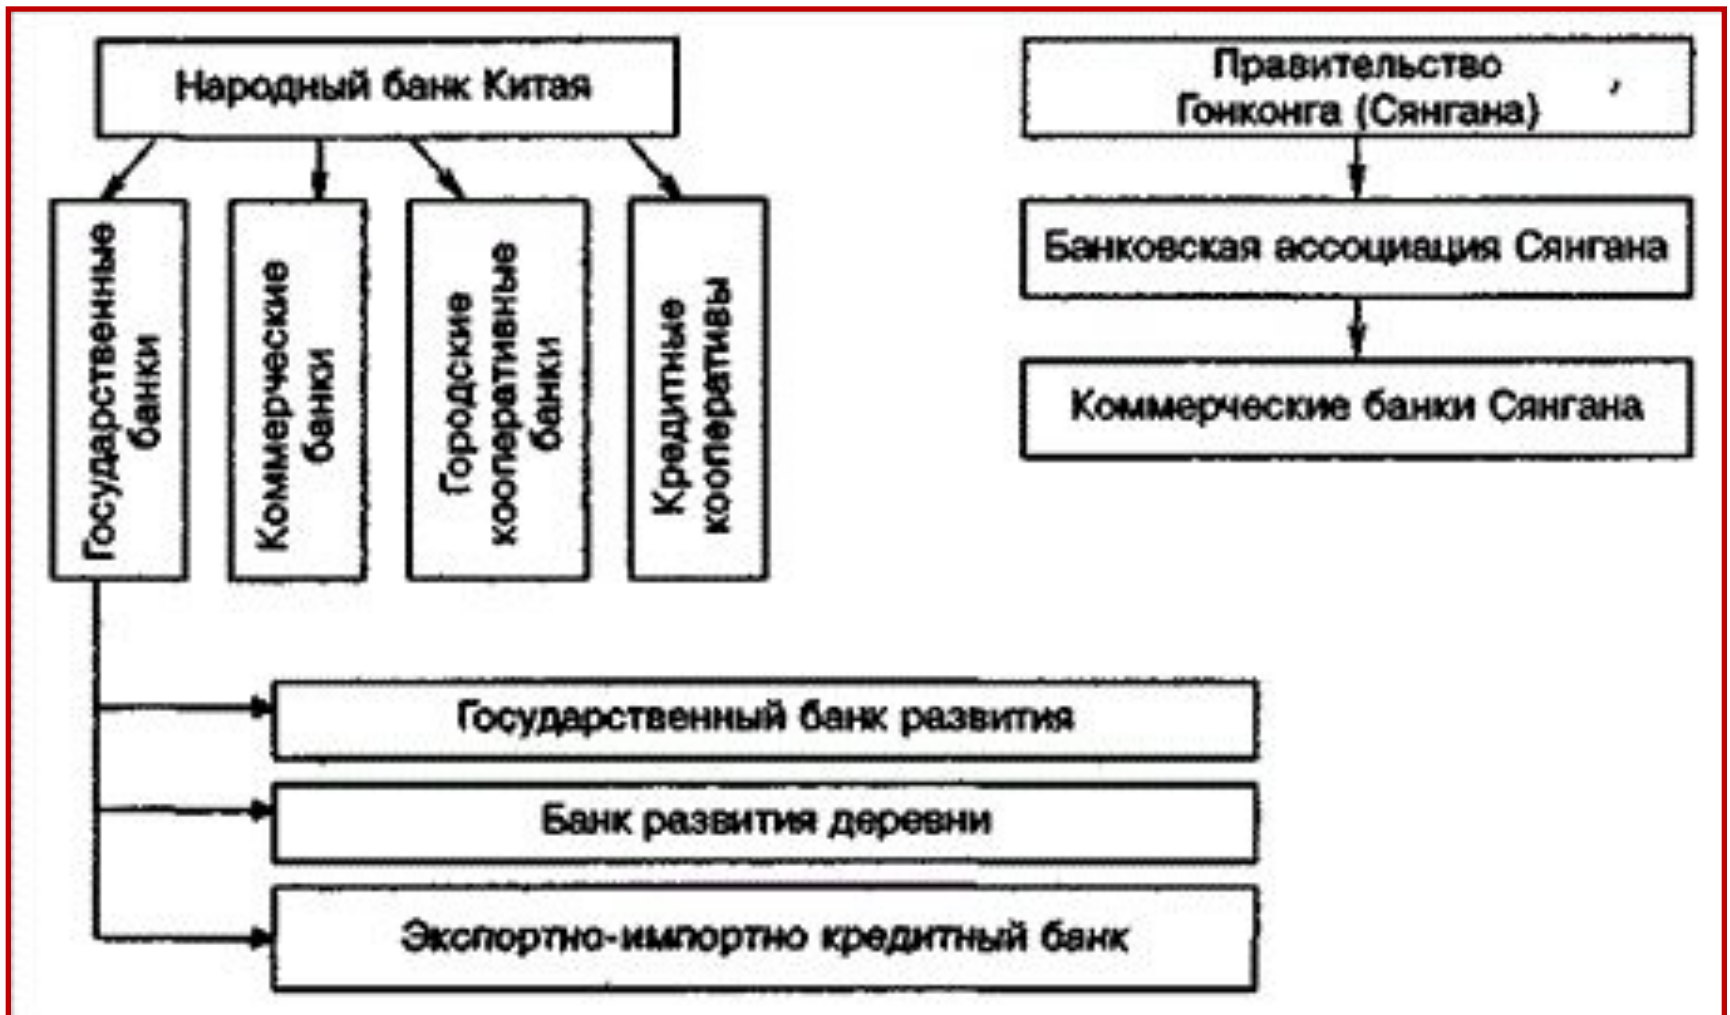 Народный банк Китая
Государственные
банки
Коммерческие
банки
Городские
кооперативные
банки
Кредитные
кооперативы
Правительство
Гонконга (Сянгана)
Банковская ассоциация Сянгана
Коммерческие банки Сянгана
Государственный банк развития
Банк развития деревни
Экспортно-импортно кредитный банк